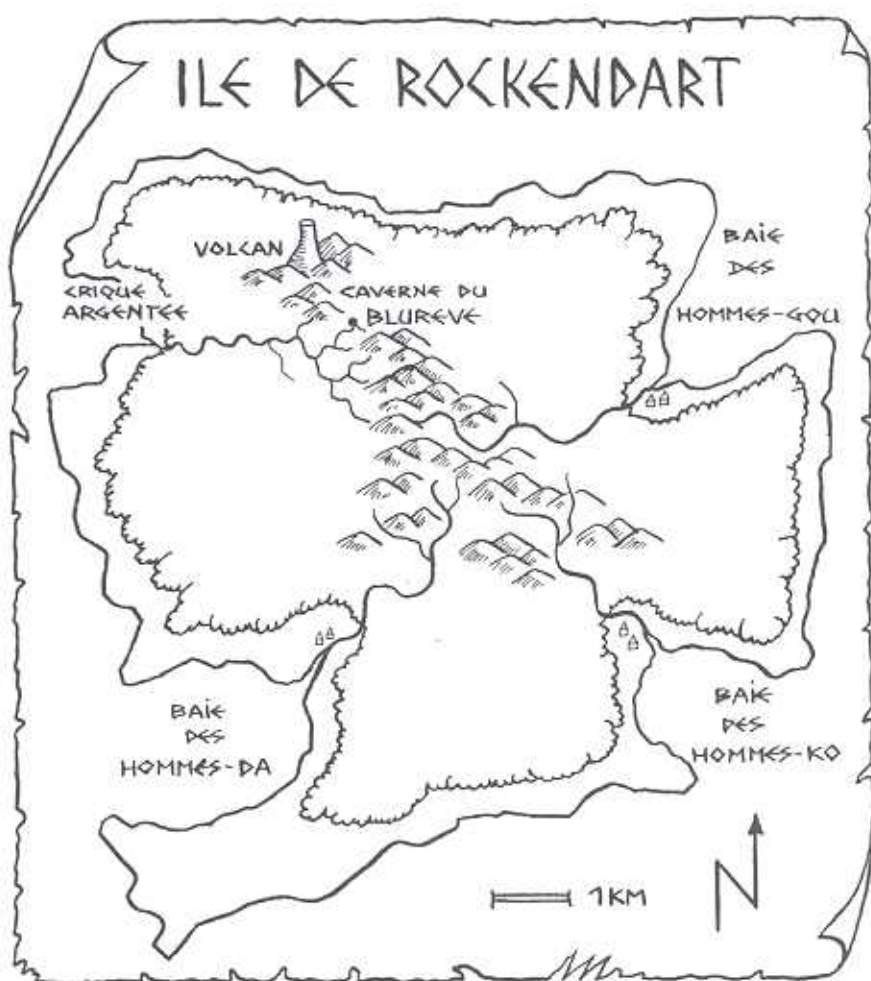 ILE DE ROCKENDART
VOLCAN
BAIE
DES
HOMMES-GOU
CRIQUE
ARGENTEE
CAVERNE DU
BLUREVE
BAIE
DES
HOMMES-DA
BAIE
DES
HOMMES-KO
1KM
N